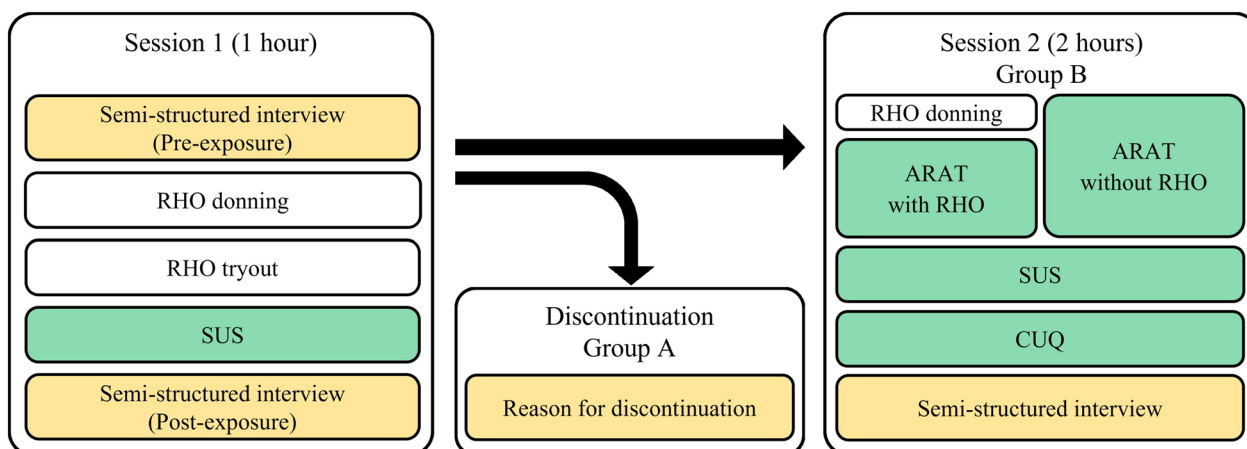 Session 1 (1 hour)
Semi-structured interview
(Pre-exposure)
RHO donning
RHO tryout
SUS
Semi-structured interview
(Post-exposure)
Discontinuation
Group A
Reason for discontinuation
Session 2 (2 hours)
Group B
RHO donning
ARAT
with RHO
ARAT
without RHO
SUS
CUQ
Semi-structured interview